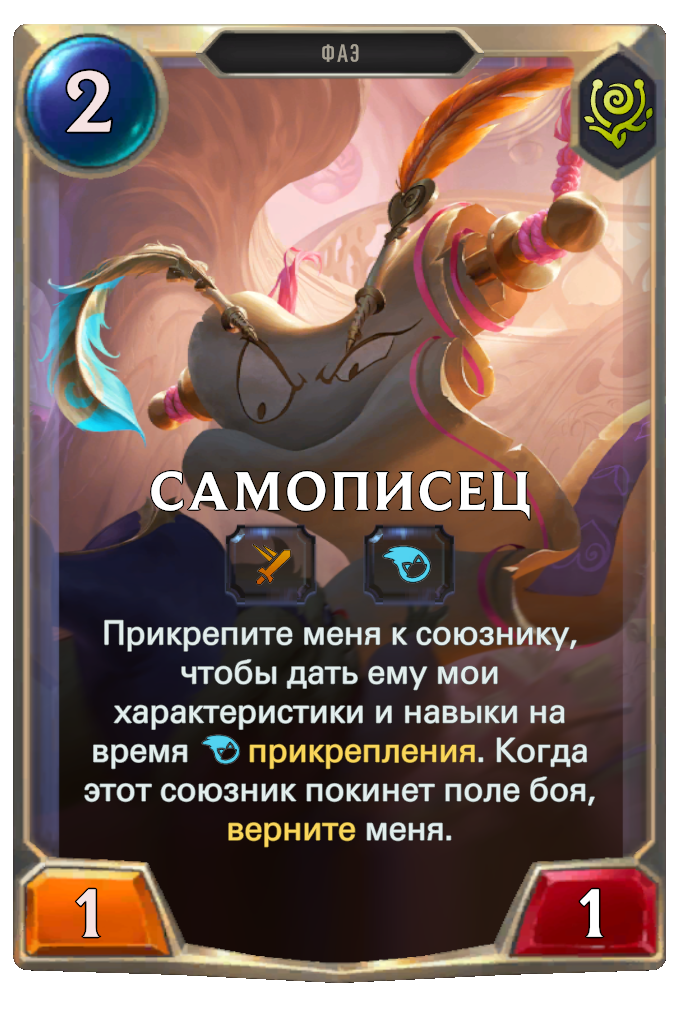 ФАЭ
2
САМОПИСЕЦ
Прикрепите меня к союзнику,
чтобы дать ему мои
характеристики и навыки на
время прикрепления. Когда
этот союзник покинет поле боя,
верните меня.
1
1